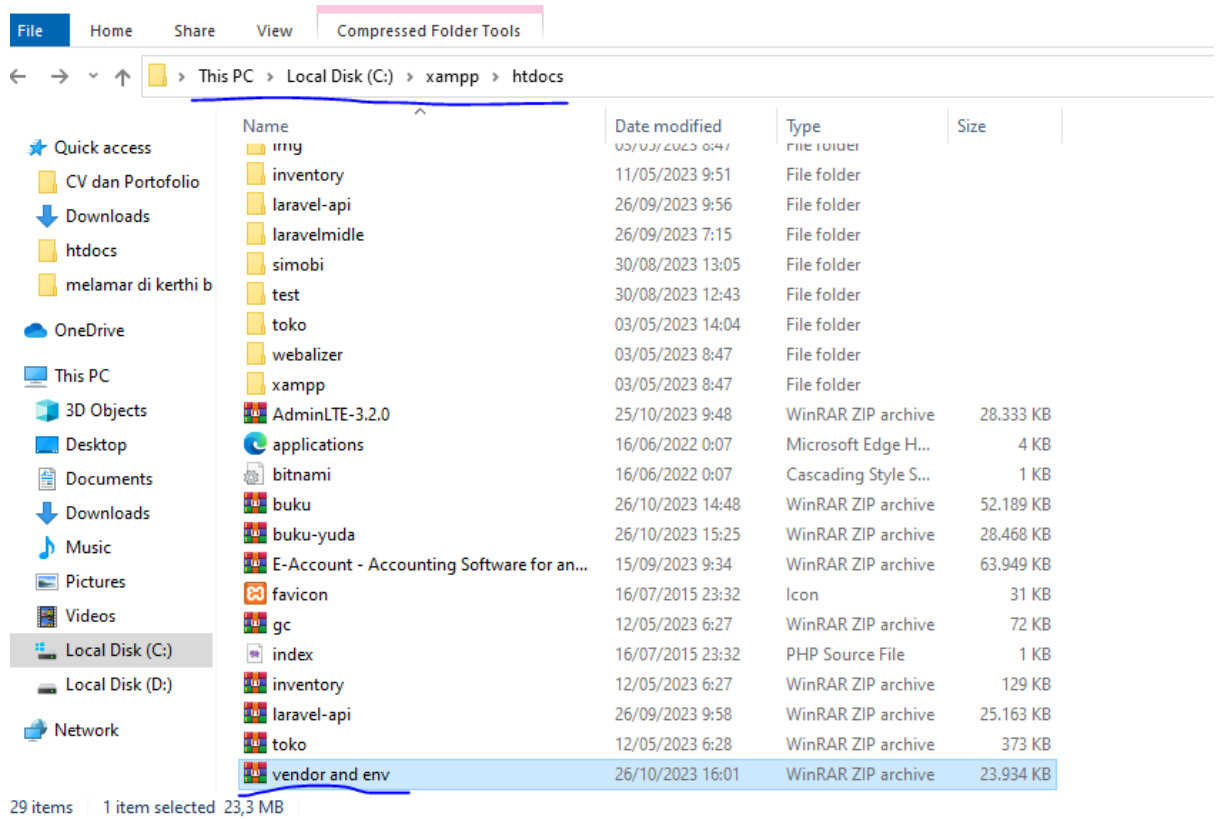 File Home Share View Compressed Folder Tools
This PC > Local Disk (C:) > xampp > htdocs
Name Date modified Type Size
Quick access
CV dan Portofolio
Downloads
htdocs
melamar di kerthi b
OneDrive
This PC
3D Objects
Desktop
Documents
Downloads
Music
Pictures
Videos
Local Disk (C:)
Local Disk (D:)
Network
img 03/05/2023 8:47 File folder
inventory 11/05/2023 9:51 File folder
laravel-api 26/09/2023 9:56 File folder
laravelmidle 26/09/2023 7:15 File folder
simobi 30/08/2023 13:05 File folder
test 30/08/2023 12:43 File folder
toko 03/05/2023 14:04 File folder
webalizer 03/05/2023 8:47 File folder
xampp 03/05/2023 8:47 File folder
AdminLTE-3.2.0 25/10/2023 9:48 WinRAR ZIP archive 28.333 KB
applications 16/06/2022 0:07 Microsoft Edge H... 4 KB
bitnami 16/06/2022 0:07 Cascading Style S... 1 KB
buku 26/10/2023 14:48 WinRAR ZIP archive 52.189 KB
buku-yuda 26/10/2023 15:25 WinRAR ZIP archive 28.468 KB
E-Account - Accounting Software for an... 15/09/2023 9:34 WinRAR ZIP archive 63.949 KB
favicon 16/07/2015 23:32 Icon 31 KB
gc 12/05/2023 6:27 WinRAR ZIP archive 72 KB
index 16/07/2015 23:32 PHP Source File 1 KB
inventory 12/05/2023 6:27 WinRAR ZIP archive 129 KB
laravel-api 26/09/2023 9:58 WinRAR ZIP archive 25.163 KB
toko 12/05/2023 6:28 WinRAR ZIP archive 373 KB
vendor and env 26/10/2023 16:01 WinRAR ZIP archive 23.934 KB
29 items 1 item selected 23,3 MB